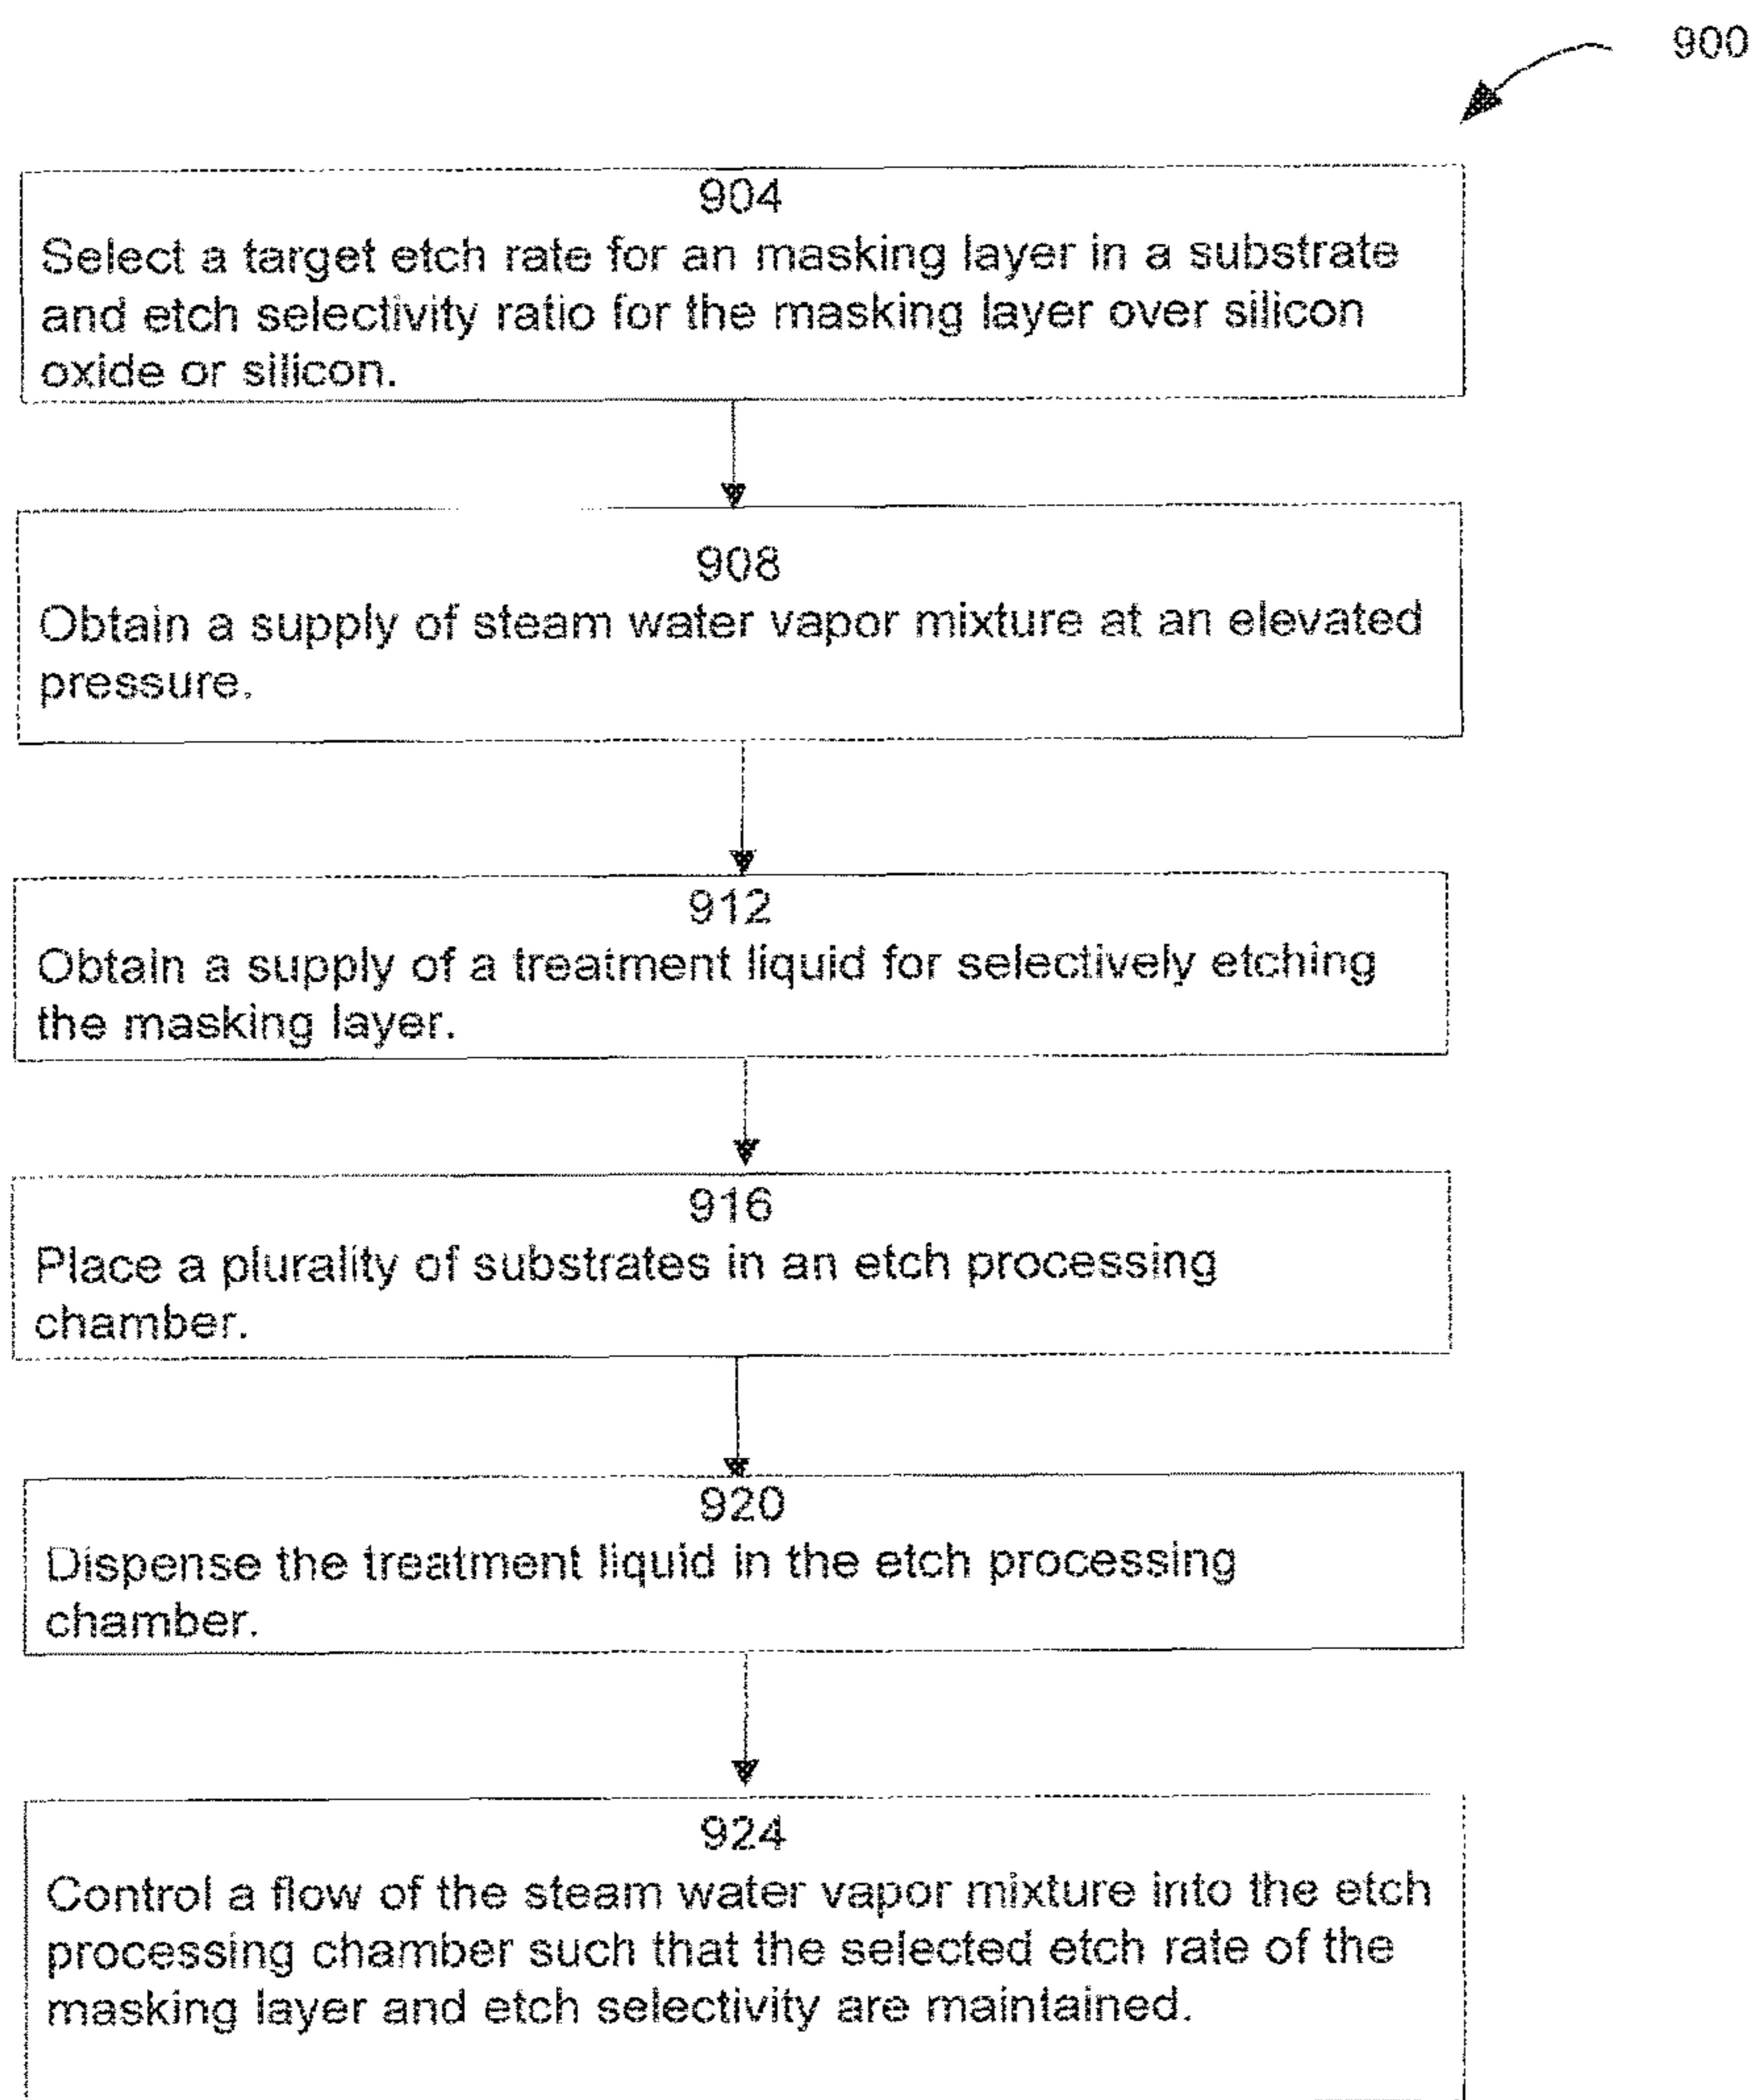 900
904
Select a target etch rate for an masking layer in a substrate
and etch selectivity ratio for the masking layer over silicon
oxide or silicon.
908
Obtain a supply of steam water vapor mixture at an elevated
pressure.
912
Obtain a supply of a treatment liquid for selectively etching
the masking layer.
916
Place a plurality of substrates in an etch processing
chamber.
920
Dispense the treatment liquid in the etch processing
chamber.
924
Control a flow of the steam water vapor mixture into the etch
processing chamber such that the selected etch rate of the
masking layer and etch selectivity are maintained.